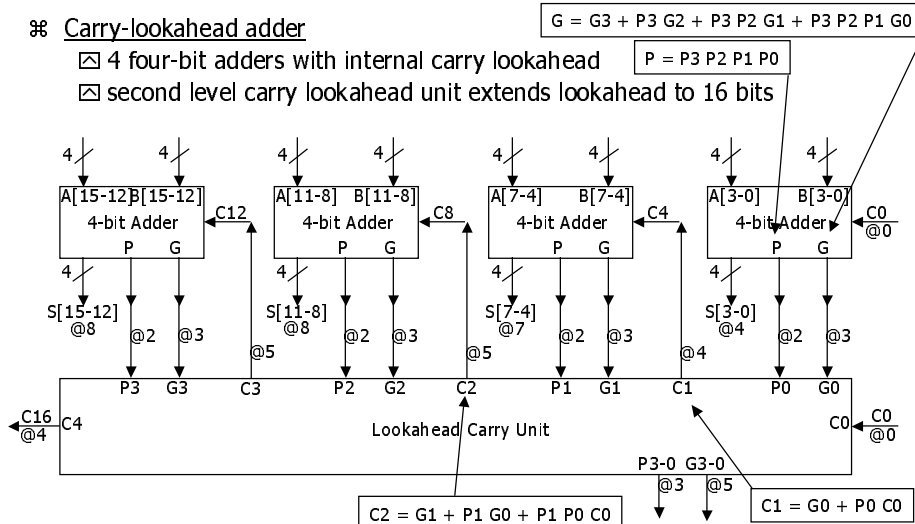 G = G3 + P3 G2 + P3 P2 G1 + P3 P2 P1 G0
⌘ Carry-lookahead adder
4 four-bit adders with internal carry lookahead
P = P3 P2 P1 P0
second level carry lookahead unit extends lookahead to 16 bits
4 4 4 4 4 4 4 4
A[15-12] B[15-12] C12 A[11-8] B[11-8] C8 A[7-4] B[7-4] C4 A[3-0] B[3-0] C0
4-bit Adder 4-bit Adder 4-bit Adder 4-bit Adder @0
P G P G P G P G
4 4 4 4
S[15-12] S[11-8] S[7-4] S[3-0]
@8 @8 @7 @4
@2 @3 @5 @2 @3 @5 @2 @3 @4 @2 @3
P3 G3 C3 P2 G2 C2 P1 G1 C1 P0 G0
C16 C4 C0 C0
@4 Lookahead Carry Unit @0
P3-0 G3-0
@3 @5
C2 = G1 + P1 G0 + P1 P0 C0
C1 = G0 + P0 C0